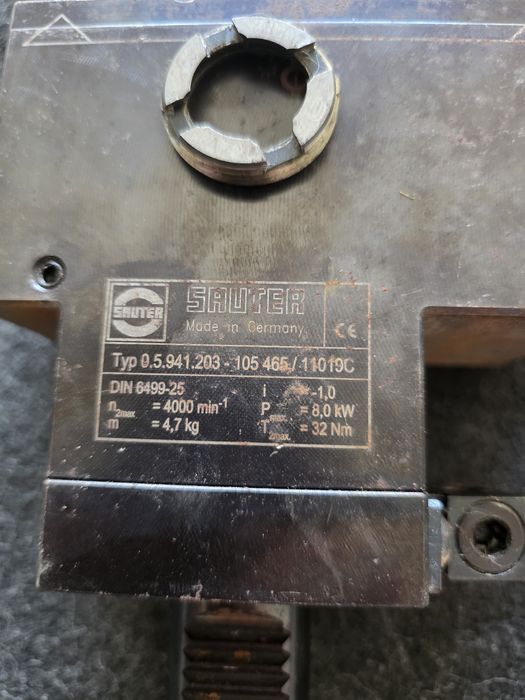 SAUTER
SAUTER
Made in Germany
CE
Typ 0.5.941.203 - 105 465 / 11019C
DIN 6499-25 i -1,0
n2max. = 4000 min-1 Pmax. = 8,0 kW
m = 4,7 kg T2max. = 32 Nm